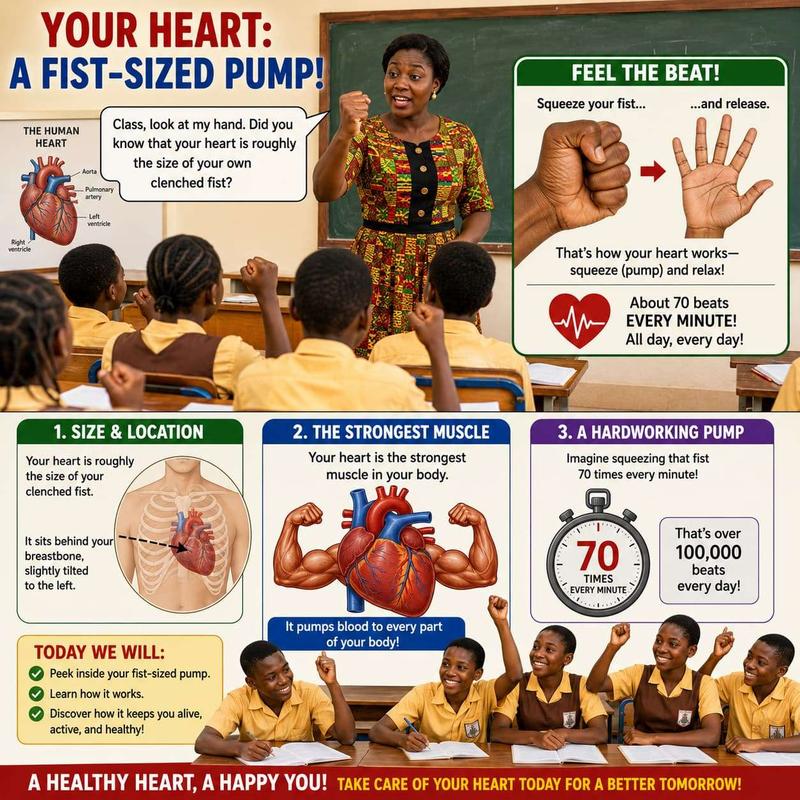 YOUR HEART:
A FIST-SIZED PUMP!
Class, look at my hand. Did you
know that your heart is roughly
the size of your own
clenched fist?
THE HUMAN
HEART
Aorta
Pulmonary
artery
Left
ventricle
Right
ventricle
FEEL THE BEAT!
Squeeze your fist...
...and release.
That's how your heart works—
squeeze (pump) and relax!
About 70 beats
EVERY MINUTE!
All day, every day!
1. SIZE & LOCATION
Your heart is roughly
the size of your
clenched fist.
It sits behind your
breastbone,
slightly tilted
to the left.
2. THE STRONGEST MUSCLE
Your heart is the strongest
muscle in your body.
It pumps blood to every part
of your body!
3. A HARDWORKING PUMP
Imagine squeezing that fist
70 times every minute!
70
TIMES
EVERY MINUTE
That's over
100,000
beats
every day!
TODAY WE WILL:
Peek inside your fist-sized pump.
Learn how it works.
Discover how it keeps you alive,
active, and healthy!
A HEALTHY HEART, A HAPPY YOU! TAKE CARE OF YOUR HEART TODAY FOR A BETTER TOMORROW!